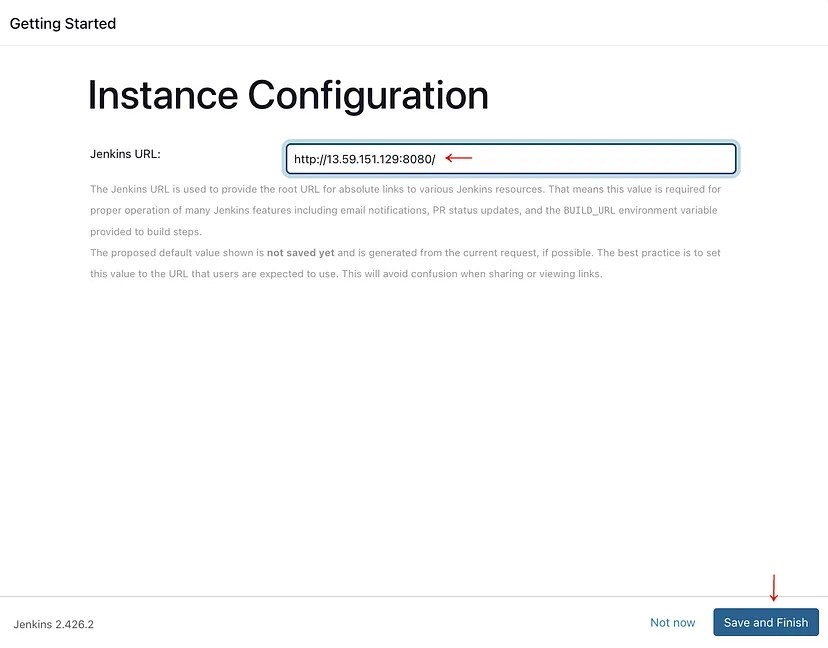 Getting Started
Instance Configuration
Jenkins URL:
http://13.59.151.129:8080/
The Jenkins URL is used to provide the root URL for absolute links to various Jenkins resources. That means this value is required for
proper operation of many Jenkins features including email notifications, PR status updates, and the BUILD_URL environment variable
provided to build steps.
The proposed default value shown is not saved yet and is generated from the current request, if possible. The best practice is to set
this value to the URL that users are expected to use. This will avoid confusion when sharing or viewing links.
Jenkins 2.426.2
Not now
Save and Finish